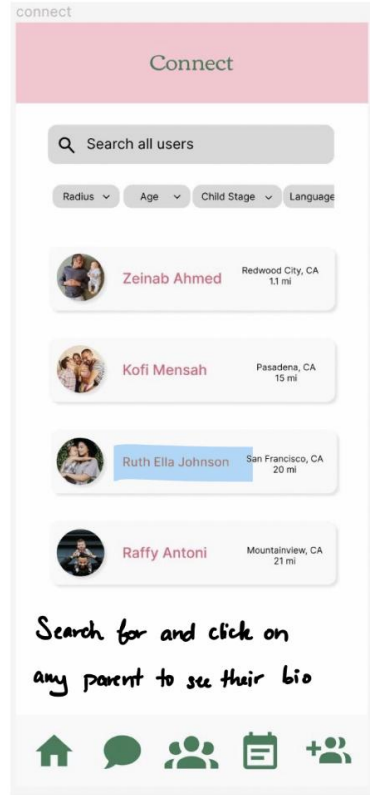 connect
Connect
Search all users
Radius
Age
Child Stage
Language
Zeinab Ahmed
Redwood City, CA
1.1 mi
Kofi Mensah
Pasadena, CA
15 mi
Ruth Ella Johnson
San Francisco, CA
20 mi
Raffy Antoni
Mountainview, CA
21 mi
Search for and click on
any parent to see their bio